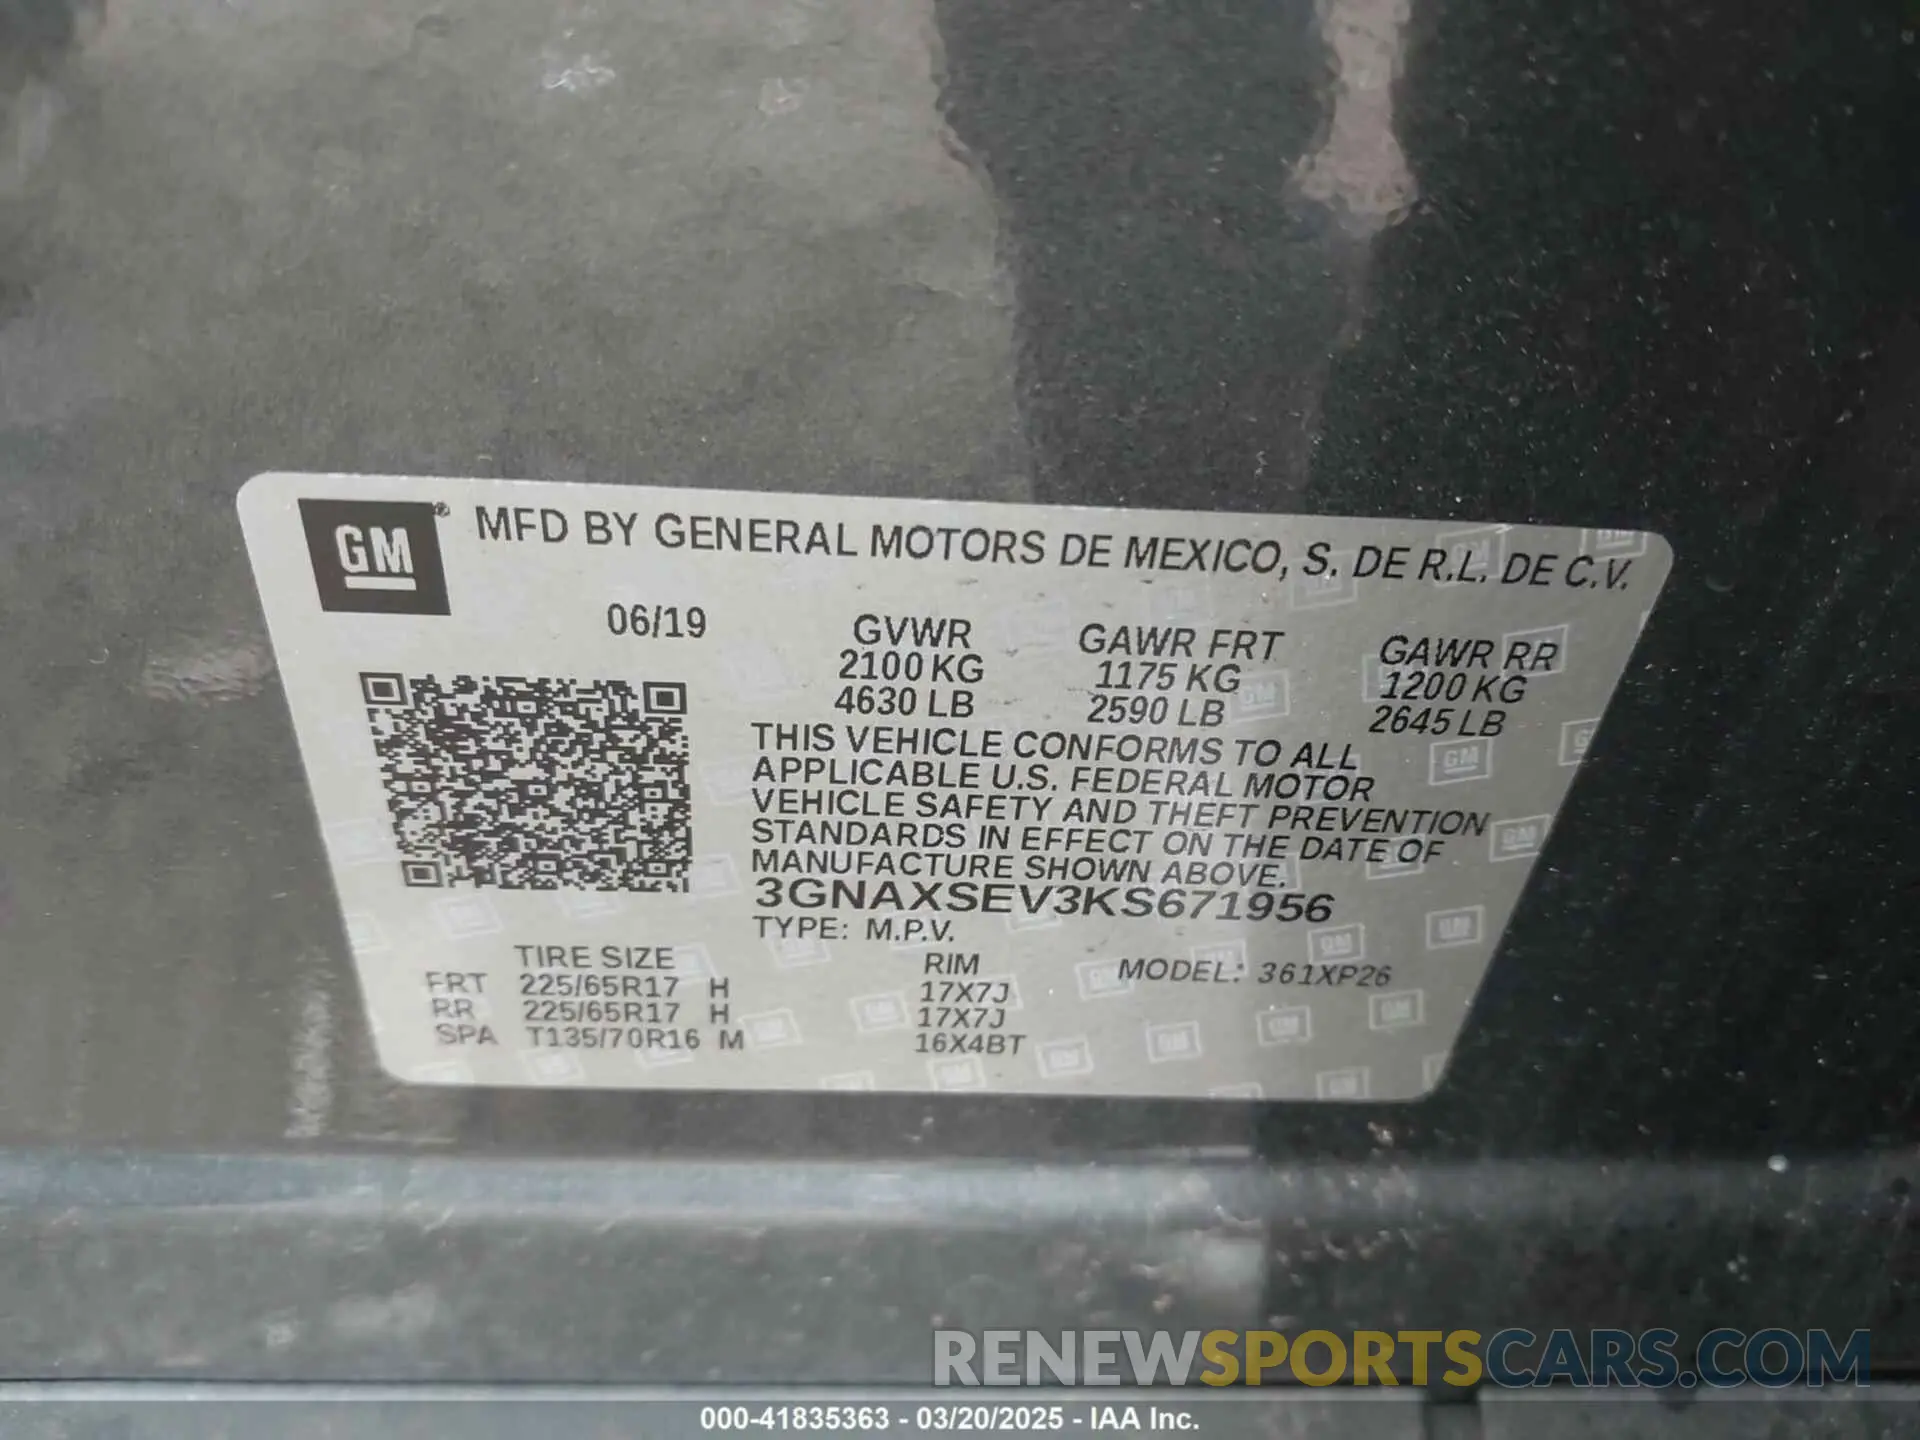 GM® MFD BY GENERAL MOTORS DE MEXICO, S. DE R.L. DE C.V.
06/19 GVWR GAWR FRT GAWR RR
2100 KG 1175 KG 1200 KG
4630 LB 2590 LB 2645 LB
THIS VEHICLE CONFORMS TO ALL
APPLICABLE U.S. FEDERAL MOTOR
VEHICLE SAFETY AND THEFT PREVENTION
STANDARDS IN EFFECT ON THE DATE OF
MANUFACTURE SHOWN ABOVE.
3GNAXSEV3KS671956
TYPE: M.P.V.
TIRE SIZE RIM MODEL: 361XP26
FRT 225/65R17 H 17X7J
RR 225/65R17 H 17X7J
SPA T135/70R16 M 16X4BT
RENEWSPORTSCARS.COM
000-41835363 - 03/20/2025 - IAA Inc.